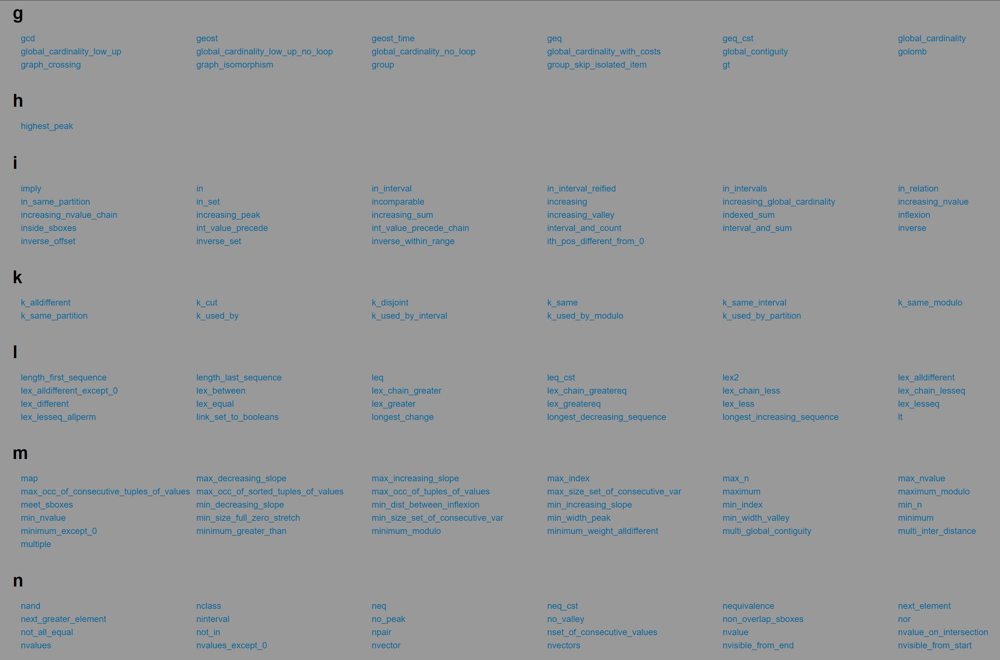 g
gcd geost geost_time geq geq_cst global_cardinality
global_cardinality_low_up global_cardinality_low_up_no_loop global_cardinality_no_loop global_cardinality_with_costs global_contiguity golomb
graph_crossing graph_isomorphism group group_skip_isolated_item gt
h
highest_peak
i
imply in in_interval in_interval_reified in_intervals in_relation
in_same_partition in_set incomparable increasing increasing_global_cardinality increasing_nvalue
increasing_nvalue_chain increasing_peak increasing_sum increasing_valley indexed_sum inflexion
inside_sboxes int_value_precede int_value_precede_chain interval_and_count interval_and_sum inverse
inverse_offset inverse_set inverse_within_range ith_pos_different_from_0
k
k_alldifferent k_cut k_disjoint k_same k_same_interval k_same_modulo
k_same_partition k_used_by k_used_by_interval k_used_by_modulo k_used_by_partition
l
length_first_sequence length_last_sequence leq leq_cst lex2 lex_alldifferent
lex_alldifferent_except_0 lex_between lex_chain_greater lex_chain_greatereq lex_chain_less lex_chain_lesseq
lex_different lex_equal lex_greater lex_greatereq lex_less lex_lesseq
lex_lesseq_allperm link_set_to_booleans longest_change longest_decreasing_sequence longest_increasing_sequence lt
m
map max_decreasing_slope max_increasing_slope max_index max_n max_nvalue
max_occ_of_consecutive_tuples_of_values max_occ_of_sorted_tuples_of_values max_occ_of_tuples_of_values max_size_set_of_consecutive_var maximum maximum_modulo
meet_sboxes min_decreasing_slope min_dist_between_inflexion min_increasing_slope min_index min_n
min_nvalue min_size_full_zero_stretch min_size_set_of_consecutive_var min_width_peak min_width_valley minimum
minimum_except_0 minimum_greater_than minimum_modulo minimum_weight_alldifferent multi_global_contiguity multi_inter_distance
multiple
n
nand nclass neq neq_cst nequivalence next_element
next_greater_element ninterval no_peak no_valley non_overlap_sboxes nor
not_all_equal not_in npair nset_of_consecutive_values nvalue nvalue_on_intersection
nvalues nvalues_except_0 nvector nvectors nvisible_from_end nvisible_from_start